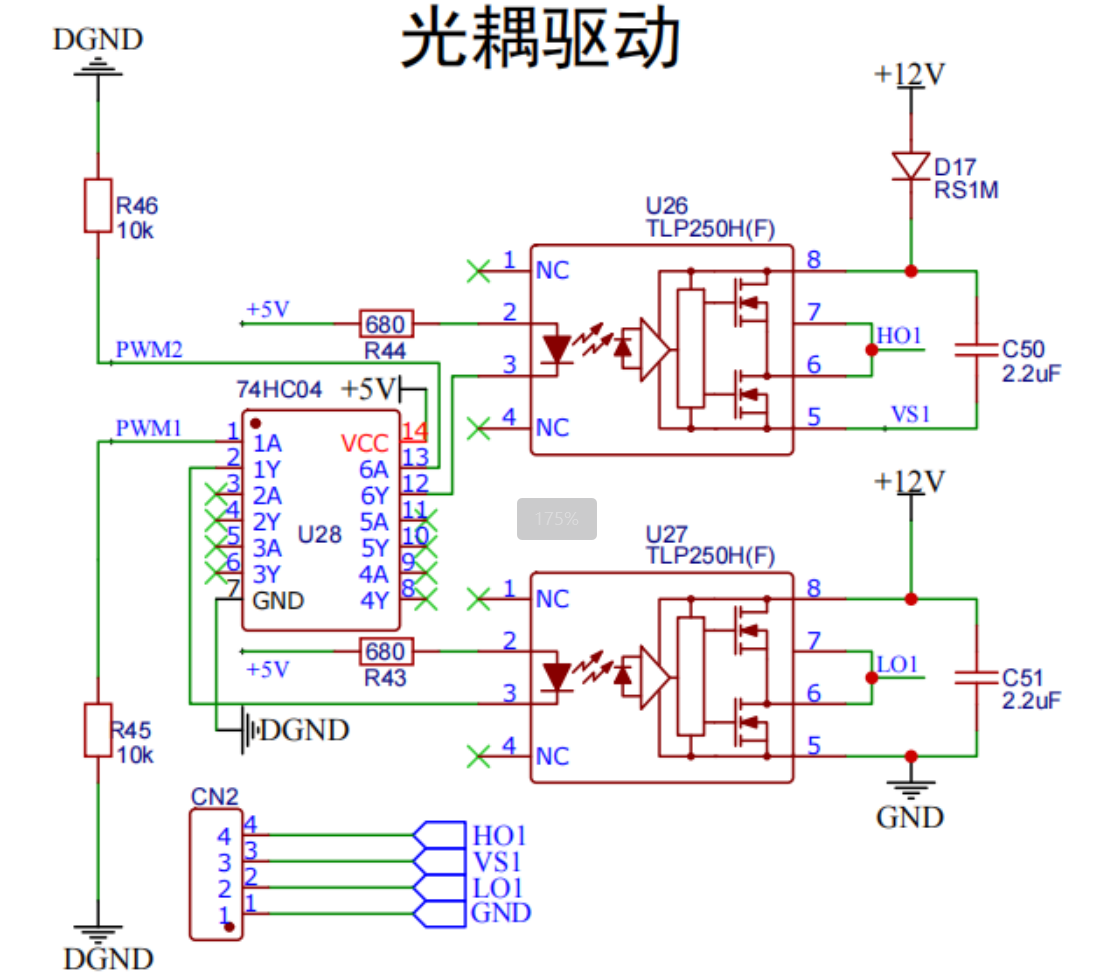 光耦驱动
DGND
+12V
D17
RS1M
R46
10k
U26
TLP250H(F)
1 NC
2
3
4 NC
8
7
6
5
HO1
VS1
C50
2.2uF
+5V
680
R44
PWM2
74HC04
+5V
PWM1
1 1A
2 1Y
3 2A
4 2Y
5 3A
6 3Y
7 GND
U28
VCC 14
6A 13
6Y 12
5A 11
5Y 10
4A 9
4Y 8
175%
+12V
U27
TLP250H(F)
1 NC
2
3
4 NC
8
7
6
5
LO1
C51
2.2uF
GND
+5V
680
R43
DGND
R45
10k
DGND
CN2
4 4 HO1
3 3 VS1
2 2 LO1
1 1 GND